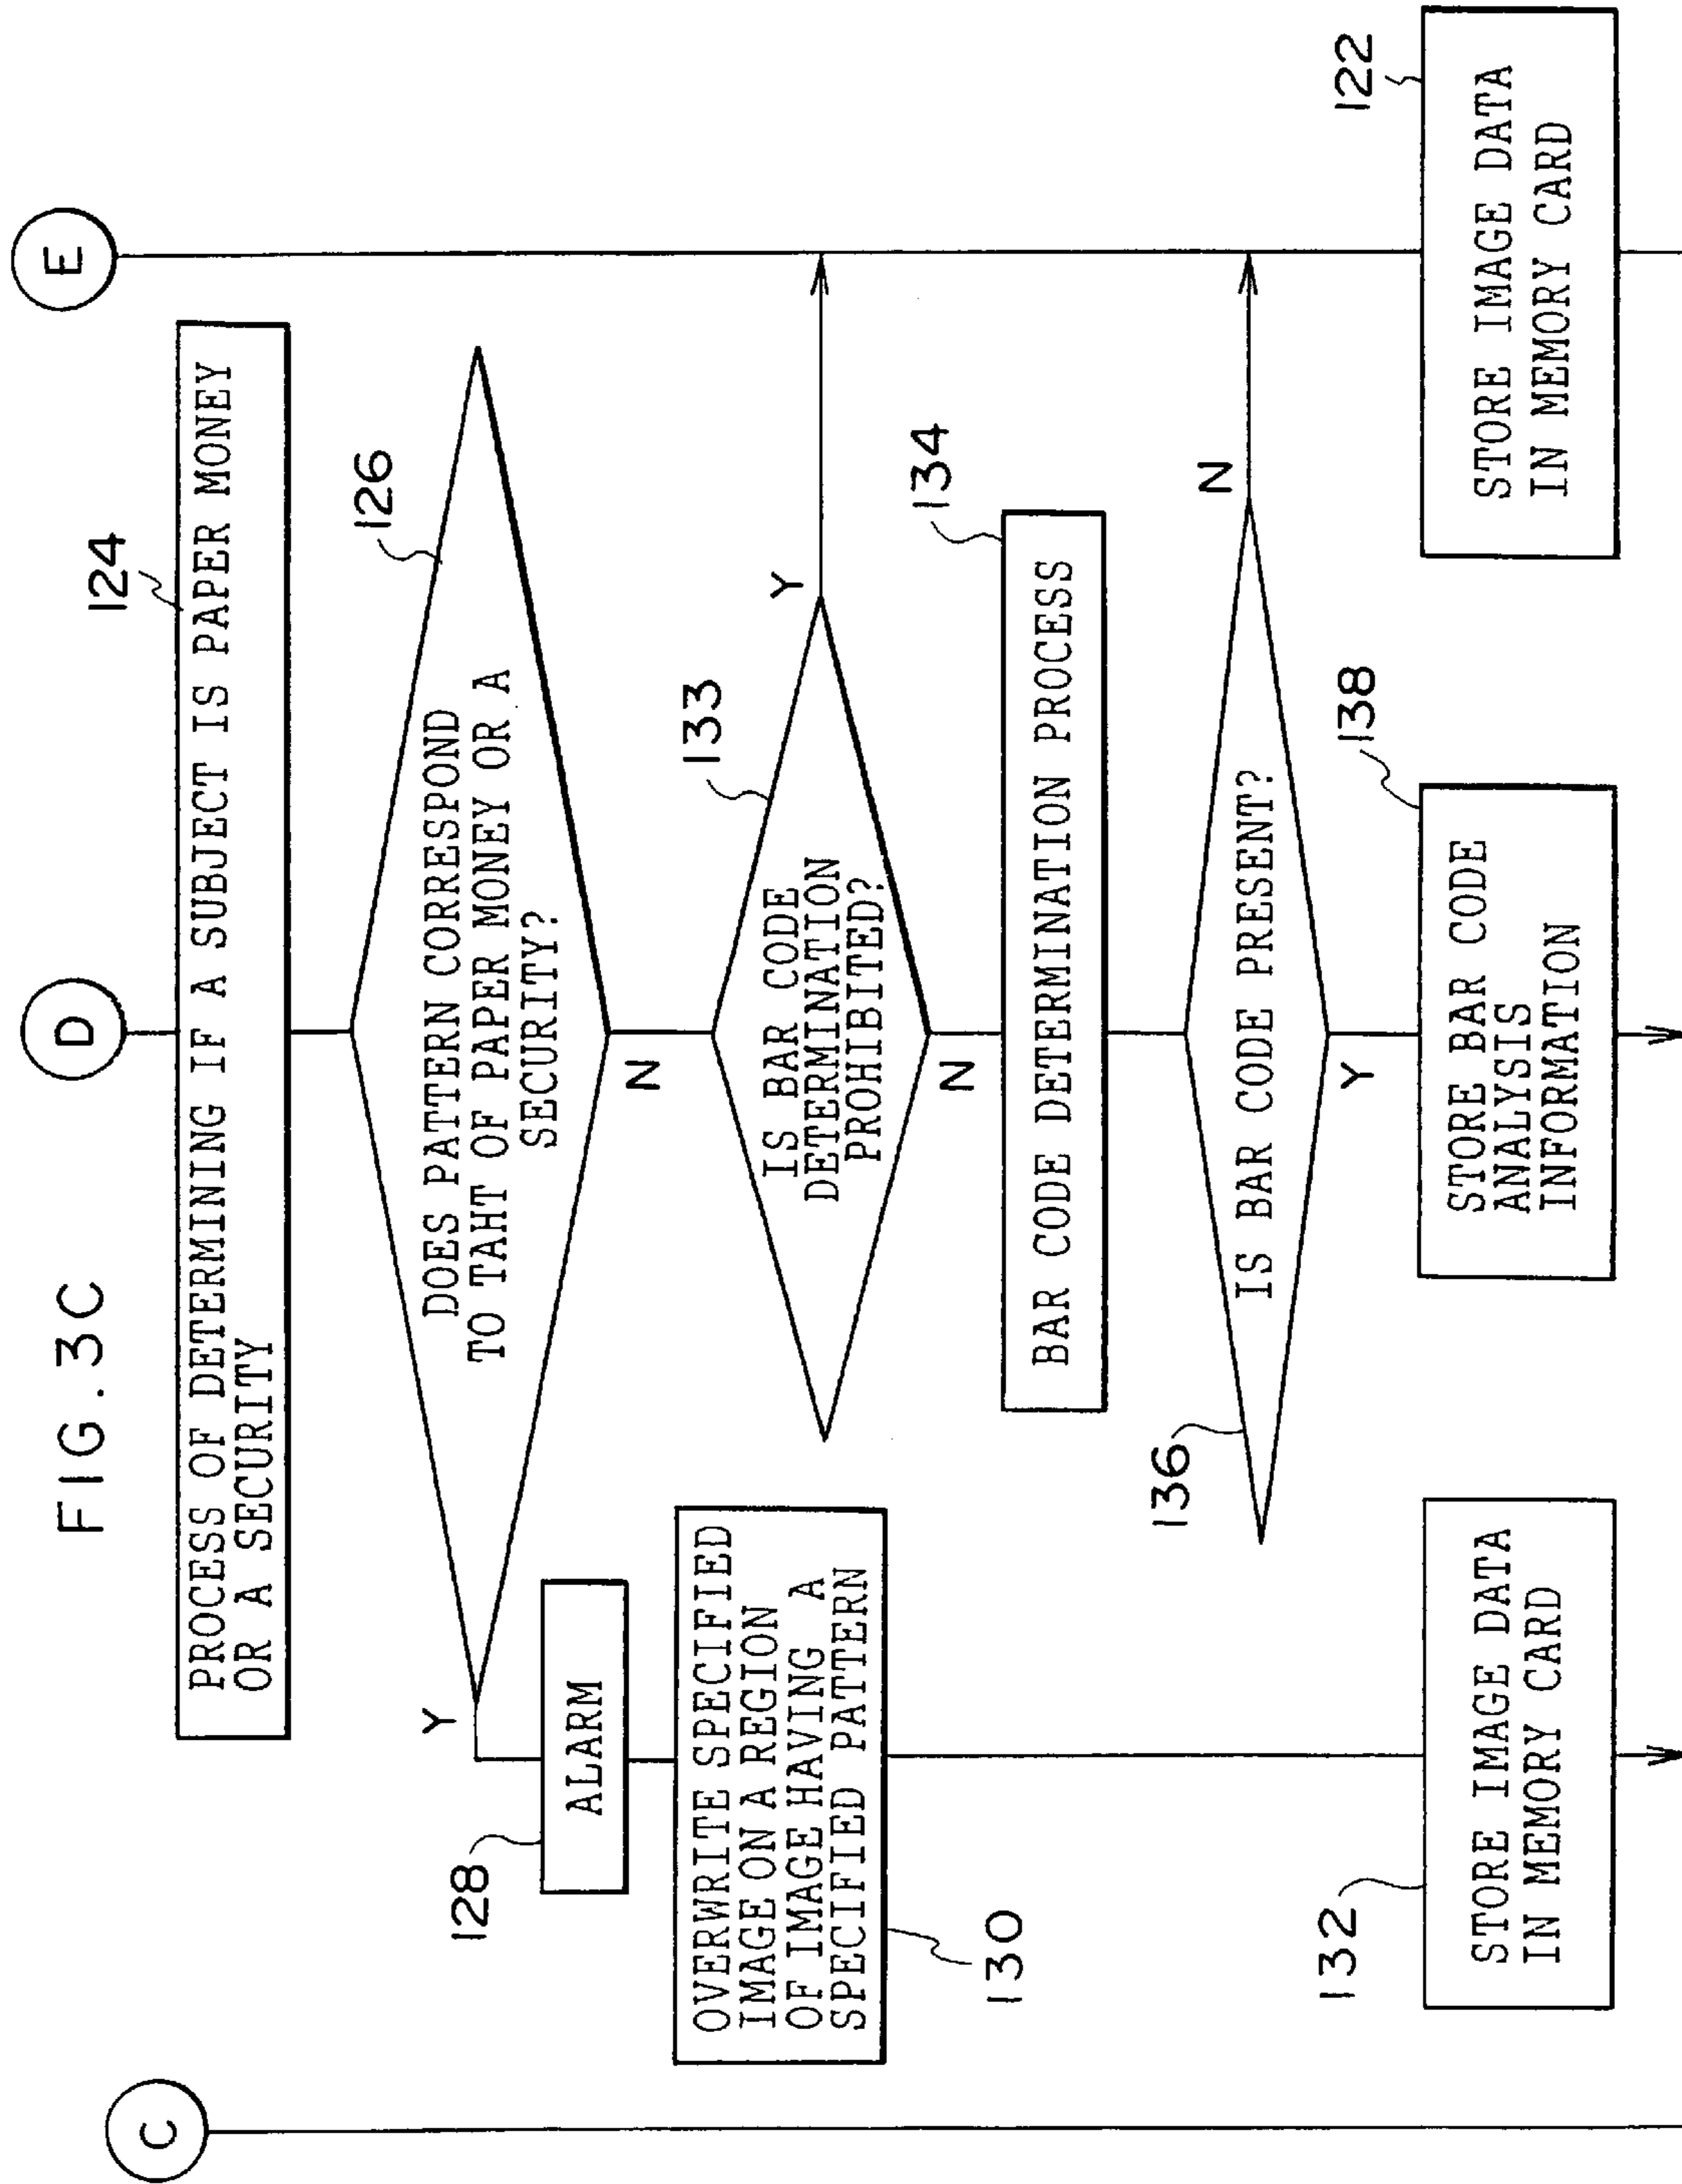 FIG. 3C
C
D
E
124
PROCESS OF DETERMINING IF A SUBJECT IS PAPER MONEY
OR A SECURITY
126
DOES PATTERN CORRESPOND
TO TAHT OF PAPER MONEY OR A
SECURITY?
Y
N
128
ALARM
133
IS BAR CODE
DETERMINATION
PROHIBITED?
Y
N
OVERWRITE SPECIFIED
IMAGE ON A REGION
OF IMAGE HAVING A
SPECIFIED PATTERN
130
134
BAR CODE DETERMINATION PROCESS
136
IS BAR CODE PRESENT?
N
Y
132
STORE IMAGE DATA
IN MEMORY CARD
138
STORE BAR CODE
ANALYSIS
INFORMATION
122
STORE IMAGE DATA
IN MEMORY CARD